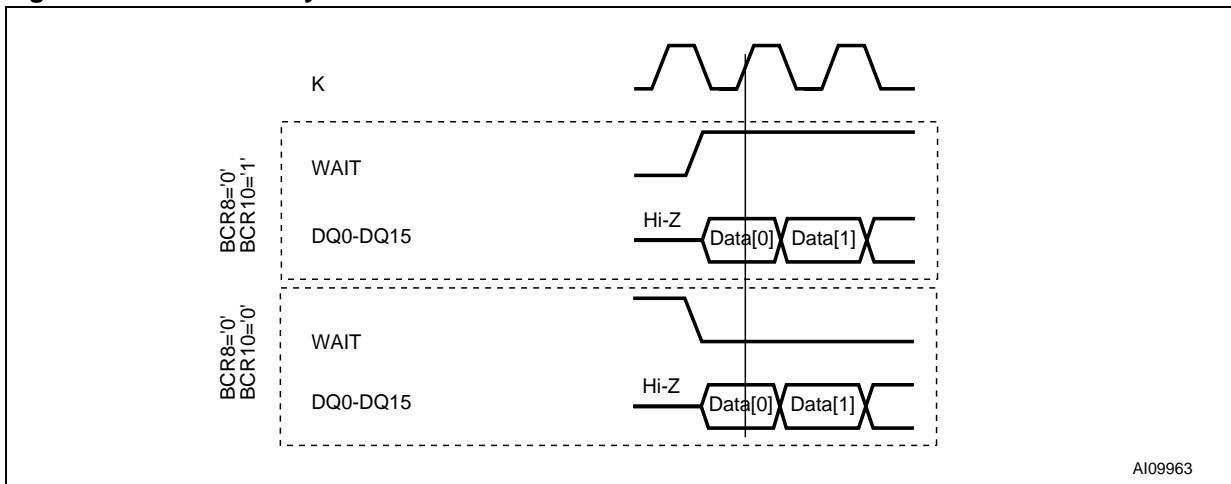 K
BCR8='0'
BCR10='1'
WAIT
Hi-Z
DQ0-DQ15
Data[0] Data[1]
BCR8='0'
BCR10='0'
WAIT
Hi-Z
DQ0-DQ15
Data[0] Data[1]
AI09963